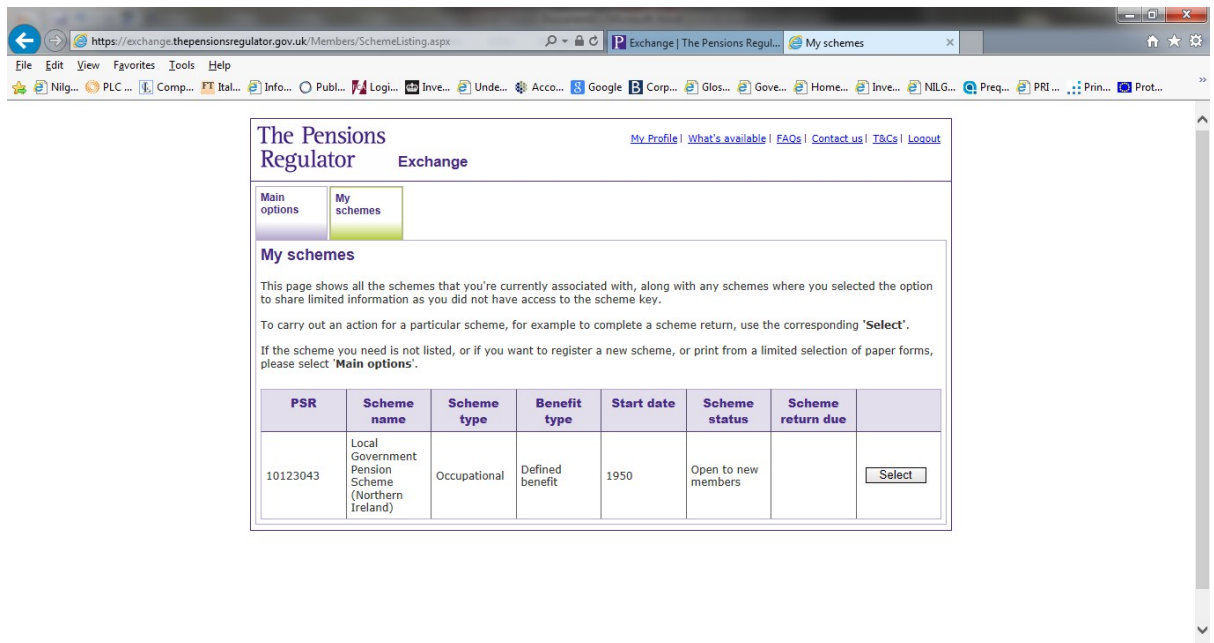 https://exchange.thepensionsregulator.gov.uk/Members/SchemeListing.aspx
Exchange | The Pensions Regul...
My schemes
File Edit View Favorites Tools Help
Nilg... PLC ... Comp... Ital... Info... Publ... Logi... Inve... Unde... Acco... Google Corp... Glos... Gove... Home... Inve... NILG... Preq... PRI ... Prin... Prot...
The Pensions
Regulator Exchange
My Profile | What's available | FAQs | Contact us | T&Cs | Logout
Main
options
My
schemes
My schemes
This page shows all the schemes that you're currently associated with, along with any schemes where you selected the option
to share limited information as you did not have access to the scheme key.
To carry out an action for a particular scheme, for example to complete a scheme return, use the corresponding 'Select'.
If the scheme you need is not listed, or if you want to register a new scheme, or print from a limited selection of paper forms,
please select 'Main options'.
PSR
Scheme
name
Scheme
type
Benefit
type
Start date
Scheme
status
Scheme
return due
10123043
Local
Government
Pension
Scheme
(Northern
Ireland)
Occupational
Defined
benefit
1950
Open to new
members
Select